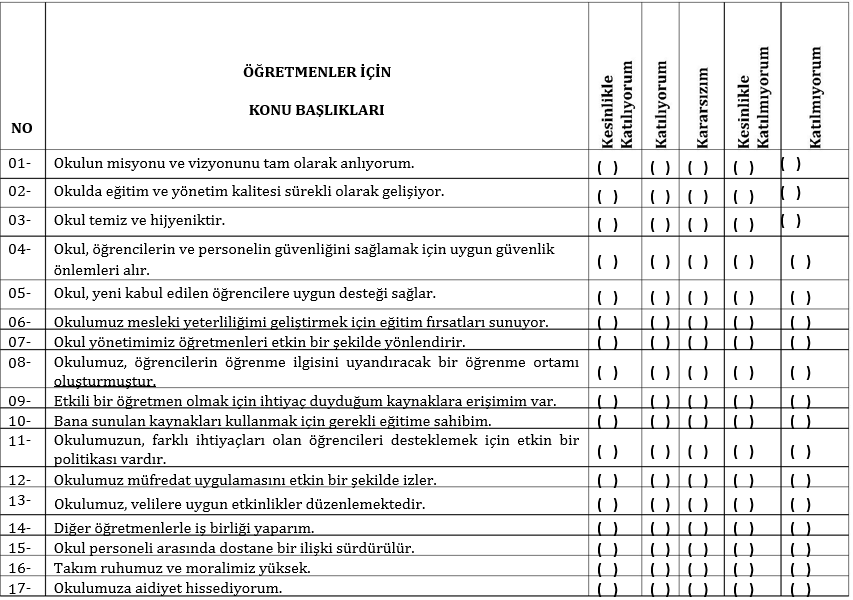 NO
ÖĞRETMENLER İÇİN
KONU BAŞLIKLARI
Kesinlikle
Katılıyorum
Katılıyorum
Kararsızım
Kesinlikle
Katılmıyorum
Katılmıyorum
01- Okulun misyonu ve vizyonunu tam olarak anlıyorum. ( ) ( ) ( ) ( ) ( )
02- Okulda eğitim ve yönetim kalitesi sürekli olarak gelişiyor. ( ) ( ) ( ) ( ) ( )
03- Okul temiz ve hijyeniktir. ( ) ( ) ( ) ( ) ( )
04- Okul, öğrencilerin ve personelin güvenliğini sağlamak için uygun güvenlik
önlemleri alır. ( ) ( ) ( ) ( ) ( )
05- Okul, yeni kabul edilen öğrencilere uygun desteği sağlar. ( ) ( ) ( ) ( ) ( )
06- Okulumuz mesleki yeterliliğimi geliştirmek için eğitim fırsatları sunuyor. ( ) ( ) ( ) ( ) ( )
07- Okul yönetimimiz öğretmenleri etkin bir şekilde yönlendirir. ( ) ( ) ( ) ( ) ( )
08- Okulumuz, öğrencilerin öğrenme ilgisini uyandıracak bir öğrenme ortamı
oluşturmuştur. ( ) ( ) ( ) ( ) ( )
09- Etkili bir öğretmen olmak için ihtiyaç duyduğum kaynaklara erişimim var. ( ) ( ) ( ) ( ) ( )
10- Bana sunulan kaynakları kullanmak için gerekli eğitime sahibim. ( ) ( ) ( ) ( ) ( )
11- Okulumuzun, farklı ihtiyaçları olan öğrencileri desteklemek için etkin bir
politikası vardır. ( ) ( ) ( ) ( ) ( )
12- Okulumuz müfredat uygulamasını etkin bir şekilde izler. ( ) ( ) ( ) ( ) ( )
13- Okulumuz, velilere uygun etkinlikler düzenlemektedir. ( ) ( ) ( ) ( ) ( )
14- Diğer öğretmenlerle iş birliği yaparım. ( ) ( ) ( ) ( ) ( )
15- Okul personeli arasında dostane bir ilişki sürdürülür. ( ) ( ) ( ) ( ) ( )
16- Takım ruhumuz ve moralimiz yüksek. ( ) ( ) ( ) ( ) ( )
17- Okulumuza aidiyet hissediyorum. ( ) ( ) ( ) ( ) ( )